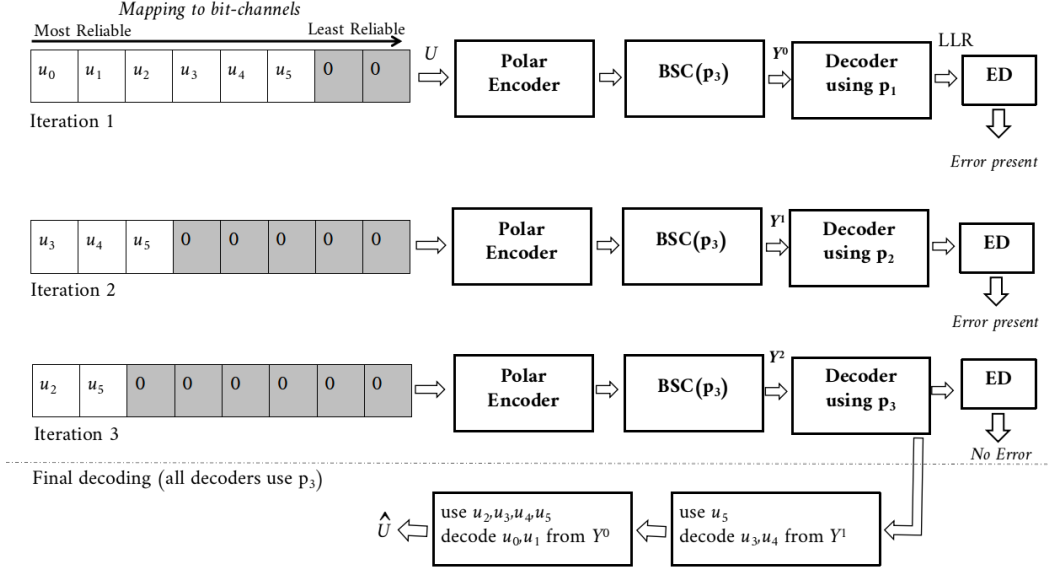 Mapping to bit-channels
Most Reliable Least Reliable
u₀ u₁ u₂ u₃ u₄ u₅ 0 0
U
Polar
Encoder
BSC(p₃)
Y⁰
Decoder
using p₁
LLR
ED
Iteration 1
Error present
u₃ u₄ u₅ 0 0 0 0 0
Polar
Encoder
BSC(p₃)
Y¹
Decoder
using p₂
ED
Iteration 2
Error present
u₂ u₅ 0 0 0 0 0 0
Polar
Encoder
BSC(p₃)
Y²
Decoder
using p₃
ED
Iteration 3
No Error
Final decoding (all decoders use p₃)
Û
use u₂,u₃,u₄,u₅
decode u₀,u₁ from Y⁰
use u₅
decode u₃,u₄ from Y¹